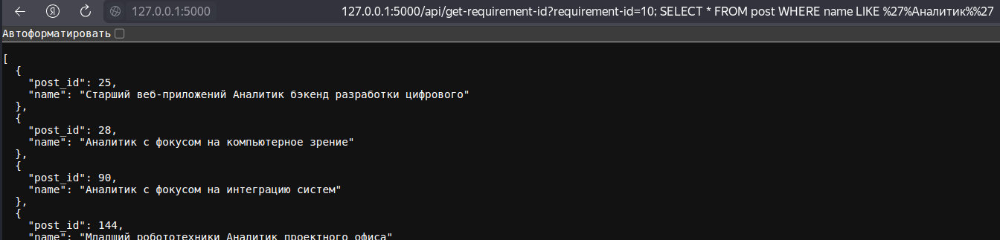 127.0.0.1:5000 127.0.0.1:5000/api/get-requirement-id?requirement-id=10; SELECT * FROM post WHERE name LIKE %27%Аналитик%%27
Автоформатировать
[
{
"post_id": 25,
"name": "Старший веб-приложений Аналитик бэкенд разработки цифрового"
},
{
"post_id": 28,
"name": "Аналитик с фокусом на компьютерное зрение"
},
{
"post_id": 90,
"name": "Аналитик с фокусом на интеграцию систем"
},
{
"post_id": 144,
"name": "Младший робототехники Аналитик проектного офиса"